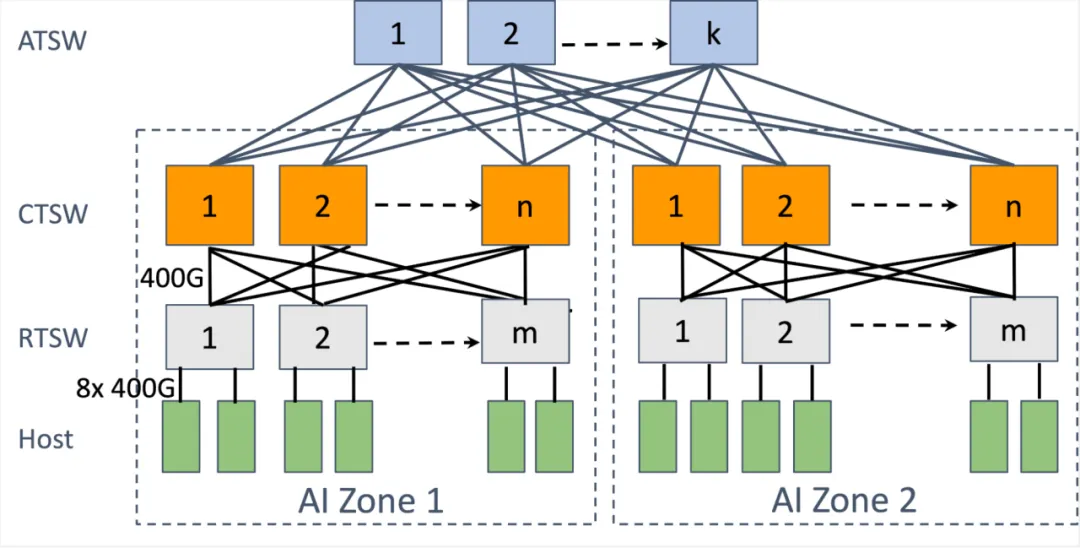 ATSW
1 2 k
CTSW
1 2 n 1 2 n
400G
RTSW
1 2 m 1 2 m
8x 400G
Host
AI Zone 1
AI Zone 2